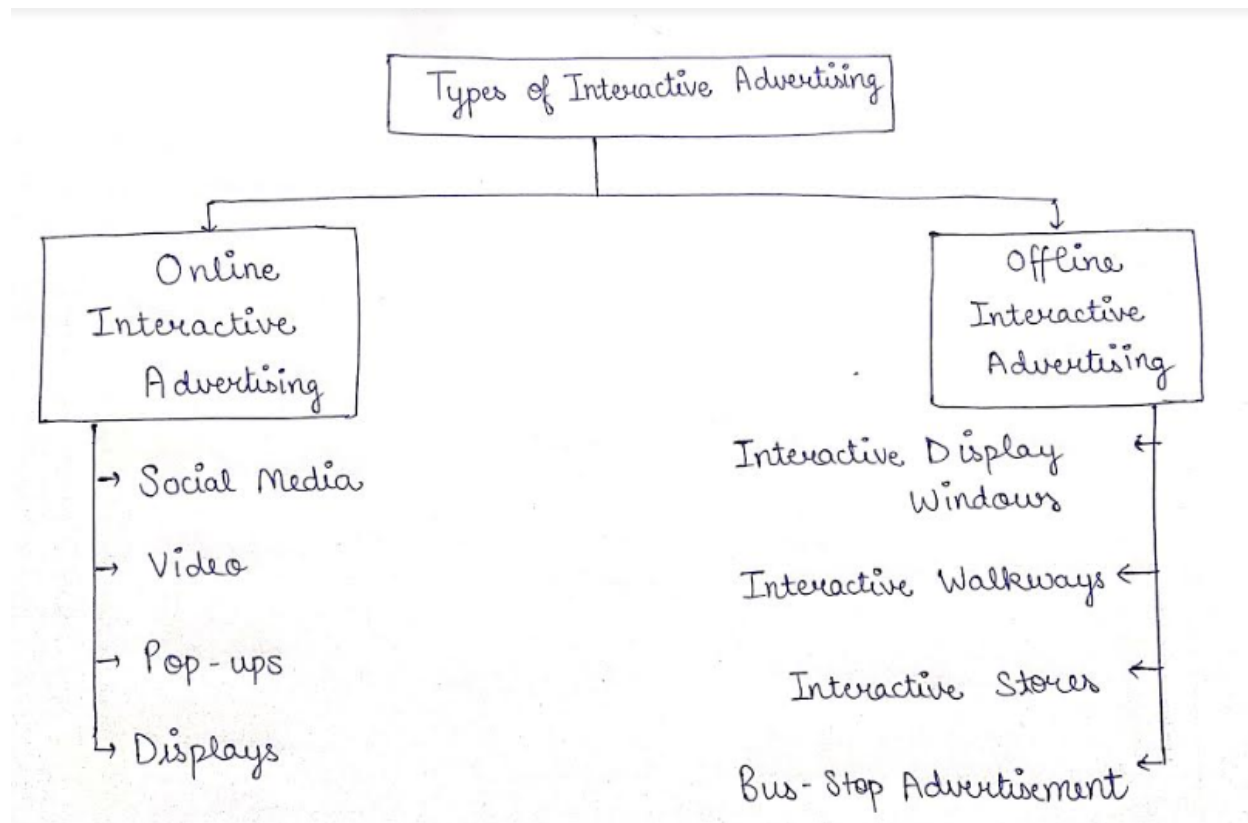 Types of Interactive Advertising
Online
Interactive
Advertising
Social Media
Video
Pop-ups
Displays
Offline
Interactive
Advertising
Interactive Display
Windows
Interactive Walkways
Interactive Stores
Bus-Stop Advertisement